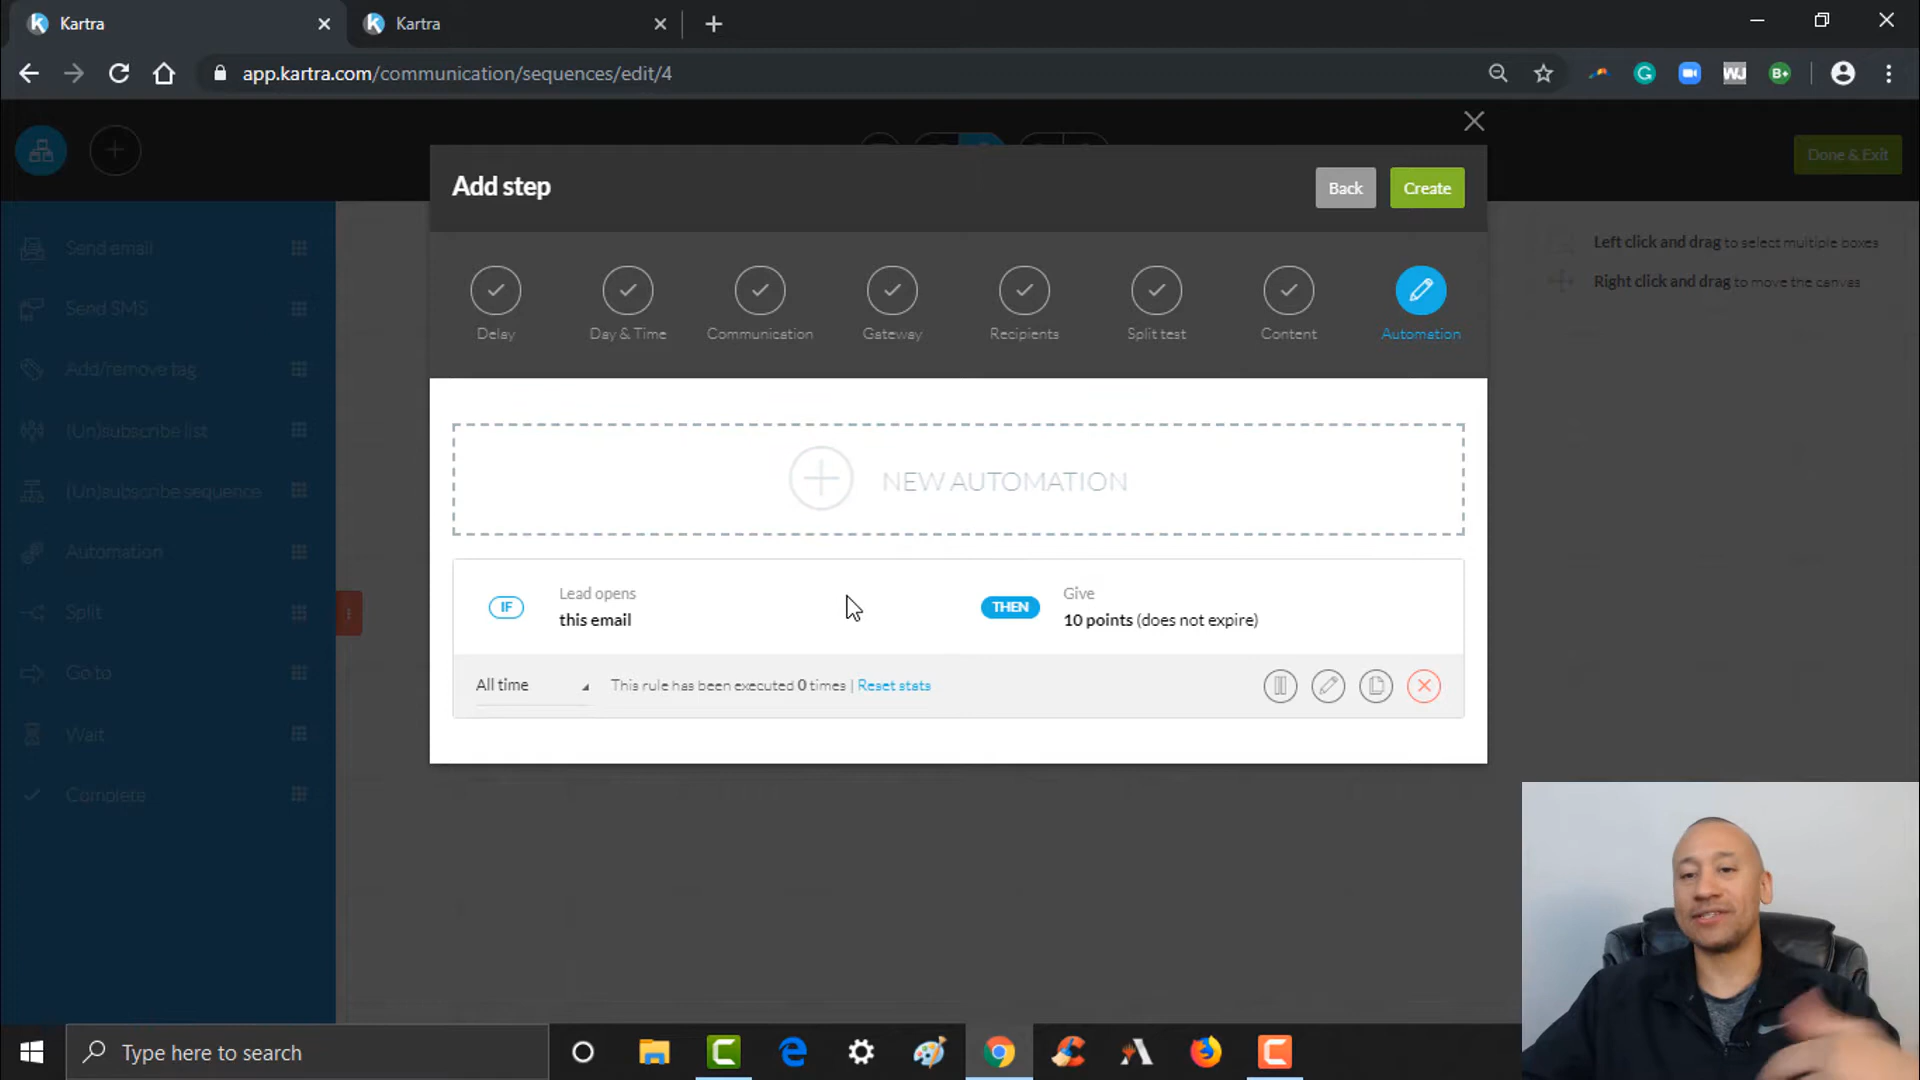 Kartra
Kartra
app.kartra.com/communication/sequences/edit/4
Done & Exit
Add step
Back
Create
Send email
Send SMS
Add/remove tag
(Un)subscribe list
(Un)subscribe sequence
Automation
Split
Go to
Wait
Complete
Delay
Day & Time
Communication
Gateway
Recipients
Split test
Content
Automation
Left click and drag to select multiple boxes
Right click and drag to move the canvas
NEW AUTOMATION
IF
Lead opens
this email
THEN
Give
10 points (does not expire)
All time
This rule has been executed 0 times | Reset stats
Type here to search